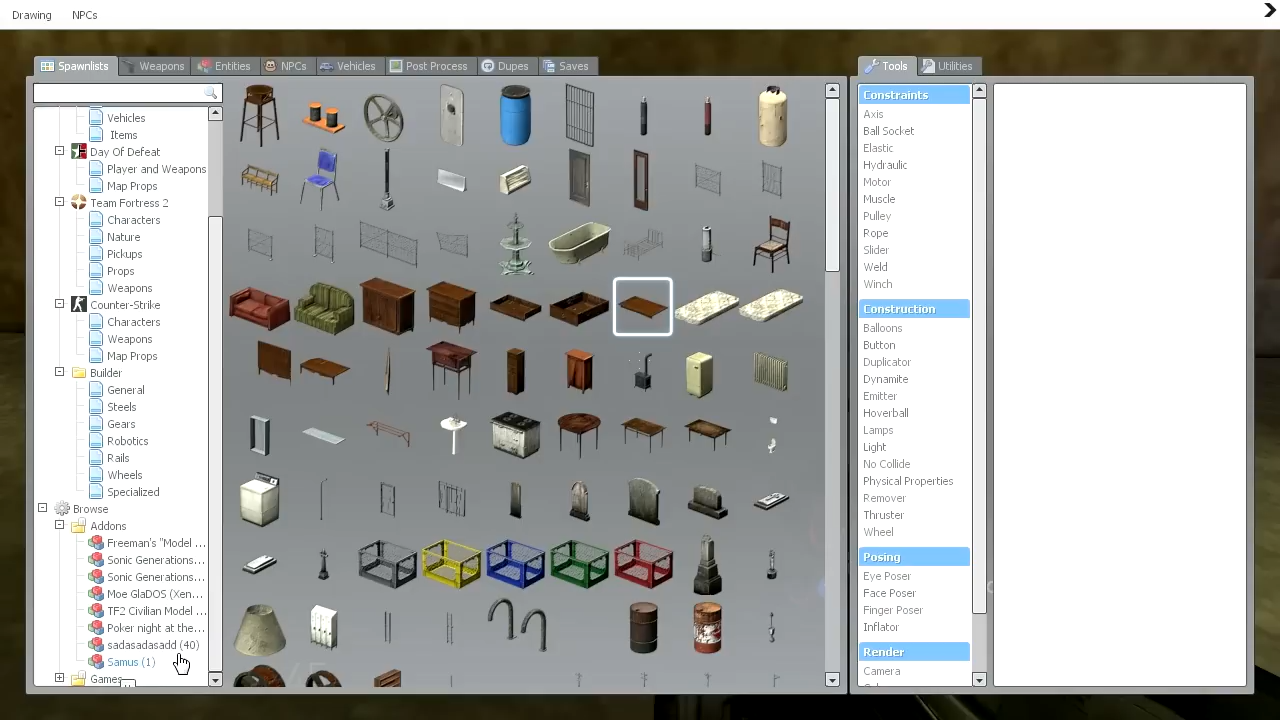 Drawing NPCs
Spawnlists Weapons Entities NPCs Vehicles Post Process Dupes Saves
Vehicles
Items
Day Of Defeat
Player and Weapons
Map Props
Team Fortress 2
Characters
Nature
Pickups
Props
Weapons
Counter-Strike
Characters
Weapons
Map Props
Builder
General
Steels
Gears
Robotics
Rails
Wheels
Specialized
Browse
Addons
Freeman's "Model ...
Sonic Generations...
Sonic Generations...
Moe GlaDOS (Xen...
TF2 Civilian Model ...
Poker night at the...
sadasadasadd (40)
Samus (1)
Games
Tools Utilities
Constraints
Axis
Ball Socket
Elastic
Hydraulic
Motor
Muscle
Pulley
Rope
Slider
Weld
Winch
Construction
Balloons
Button
Duplicator
Dynamite
Emitter
Hoverball
Lamps
Light
No Collide
Physical Properties
Remover
Thruster
Wheel
Posing
Eye Poser
Face Poser
Finger Poser
Inflator
Render
Camera